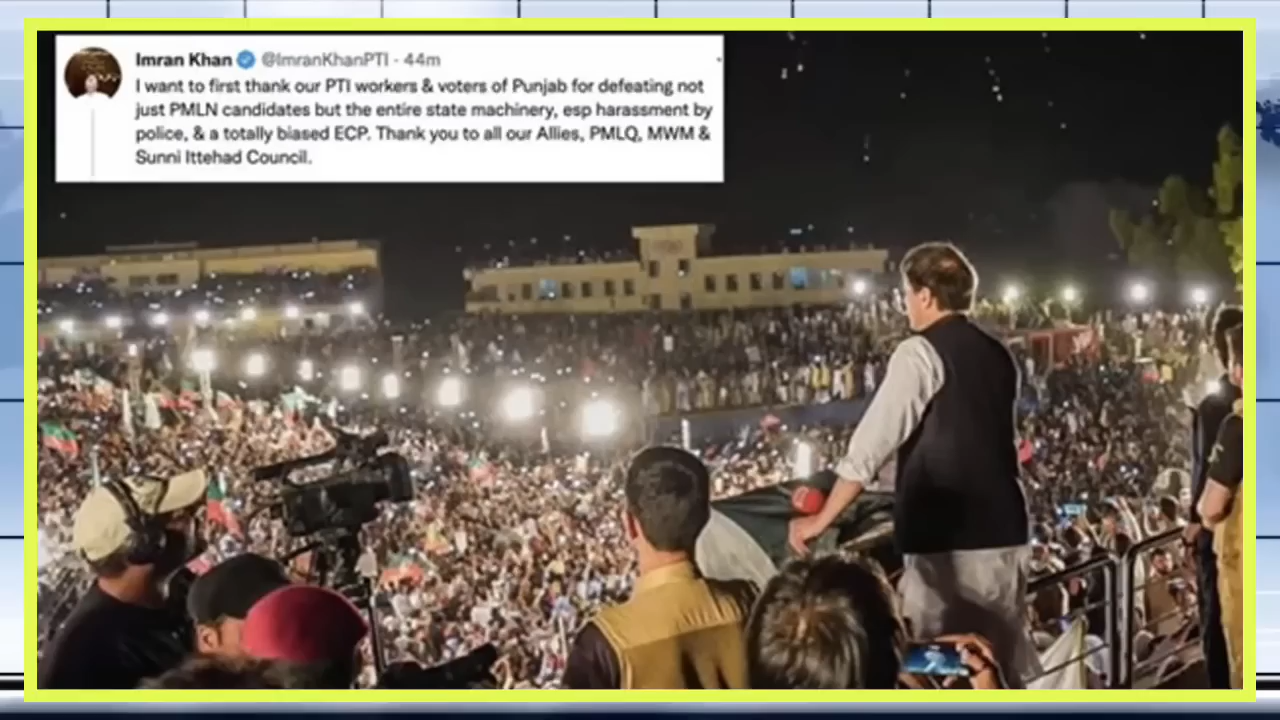 Imran Khan @ImranKhanPTI · 44m
I want to first thank our PTI workers & voters of Punjab for defeating not
just PMLN candidates but the entire state machinery, esp harassment by
police, & a totally biased ECP. Thank you to all our Allies, PMLQ, MWM &
Sunni Ittehad Council.